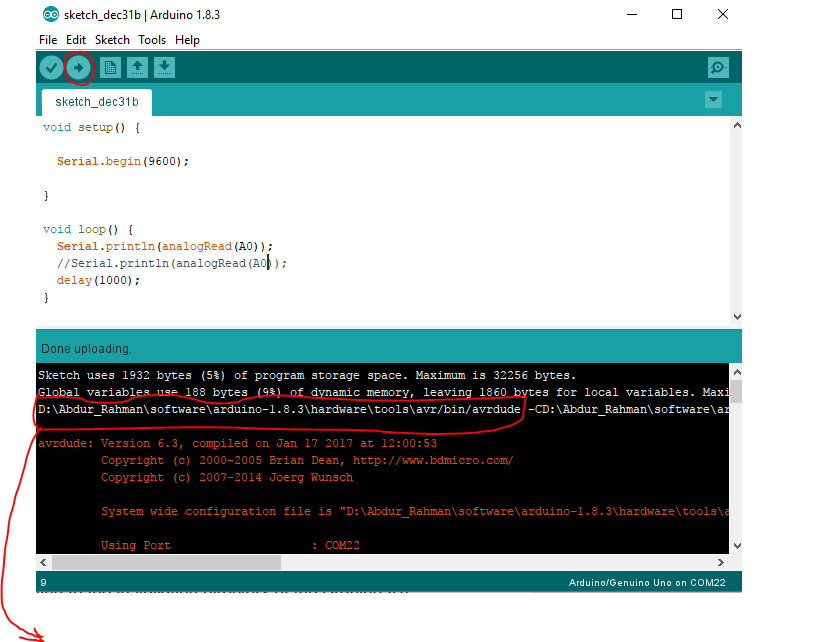 sketch_dec31b | Arduino 1.8.3
File Edit Sketch Tools Help
sketch_dec31b
void setup() {
Serial.begin(9600);
}
void loop() {
Serial.println(analogRead(A0));
//Serial.println(analogRead(A0));
delay(1000);
}
Done uploading.
Sketch uses 1932 bytes (5%) of program storage space. Maximum is 32256 bytes.
Global variables use 188 bytes (9%) of dynamic memory, leaving 1860 bytes for local variables. Maxi
D:\Abdur_Rahman\software\arduino-1.8.3\hardware\tools\avr/bin/avrdude -CD:\Abdur_Rahman\software\ar
avrdude: Version 6.3, compiled on Jan 17 2017 at 12:00:53
Copyright (c) 2000-2005 Brian Dean, http://www.bdmicro.com/
Copyright (c) 2007-2014 Joerg Wunsch
System wide configuration file is "D:\Abdur_Rahman\software\arduino-1.8.3\hardware\tools\a
Using Port : COM22
9 Arduino/Genuino Uno on COM22